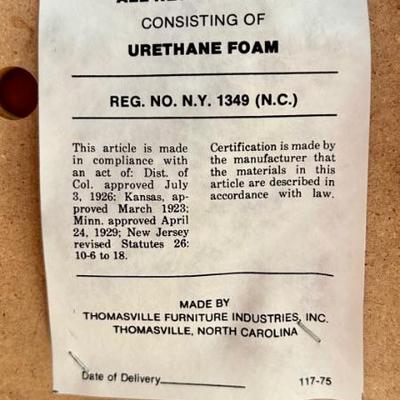 CONSISTING OF
URETHANE FOAM
REG. NO. N.Y. 1349 (N.C.)
This article is made
in compliance with
an act of: Dist. of
Col. approved July
3, 1926: Kansas, ap-
proved March 1923;
Minn. approved April
24, 1929; New Jersey
revised Statutes 26:
10-6 to 18.
Certification is made by
the manufacturer that
the materials in this
article are described in
accordance with law.
MADE BY
THOMASVILLE FURNITURE INDUSTRIES, INC.
THOMASVILLE, NORTH CAROLINA
Date of Delivery
117-75